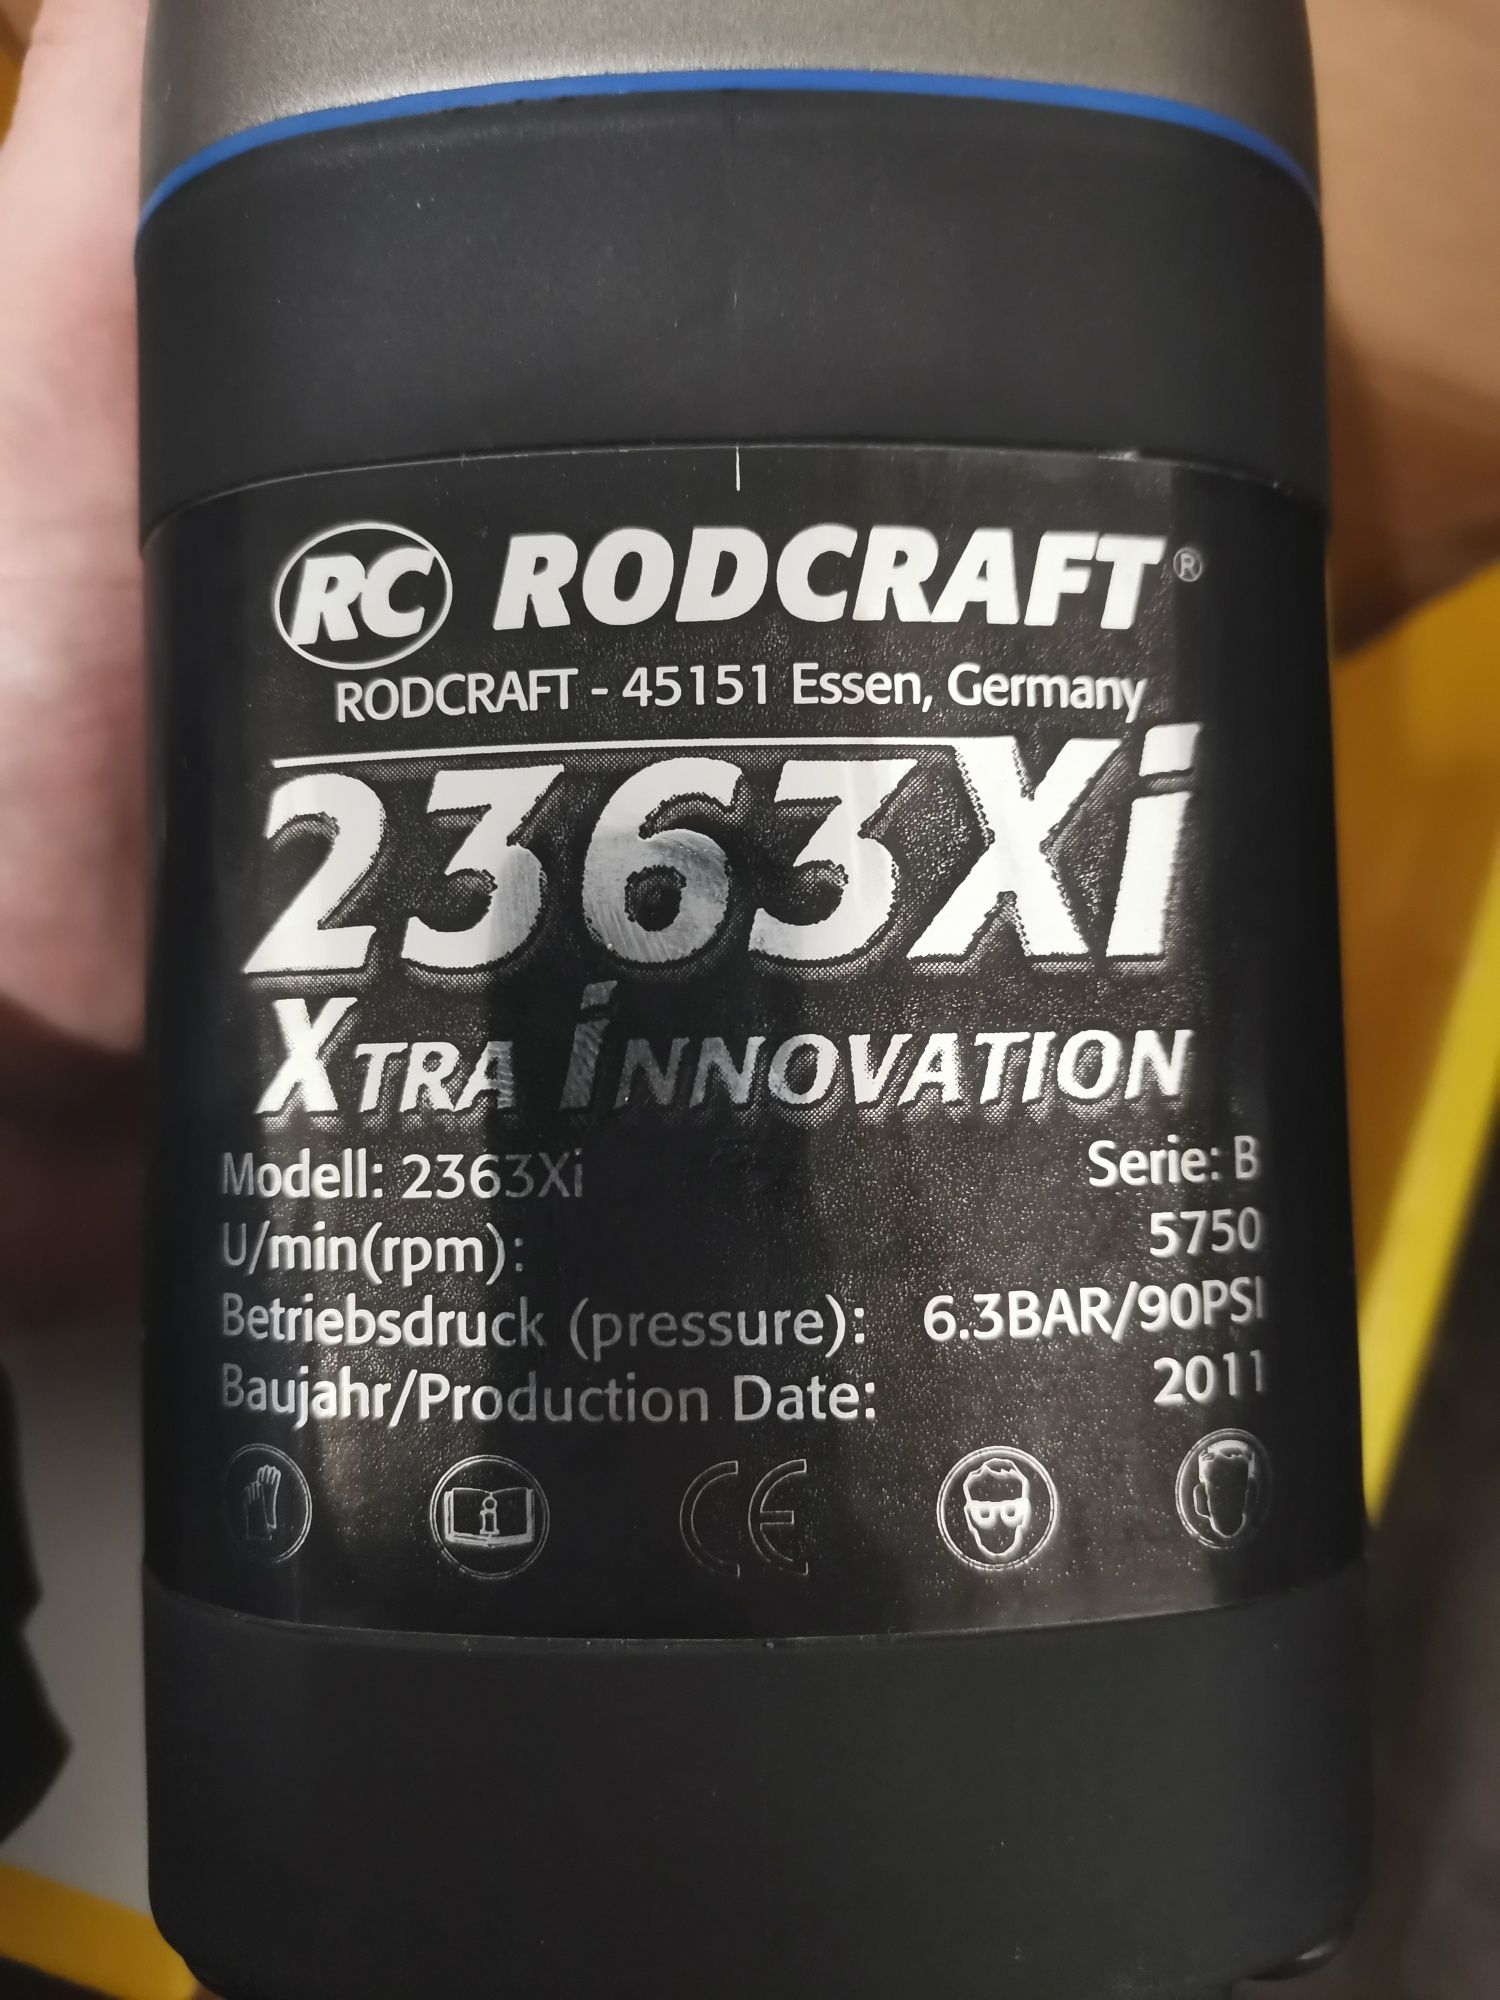 RC RODCRAFT®
RODCRAFT - 45151 Essen, Germany
2363Xi
XTRA iNNOVATION
Modell: 2363Xi Serie: B
U/min(rpm): 5750
Betriebsdruck (pressure): 6.3BAR/90PSI
Baujahr/Production Date: 2011
i CE